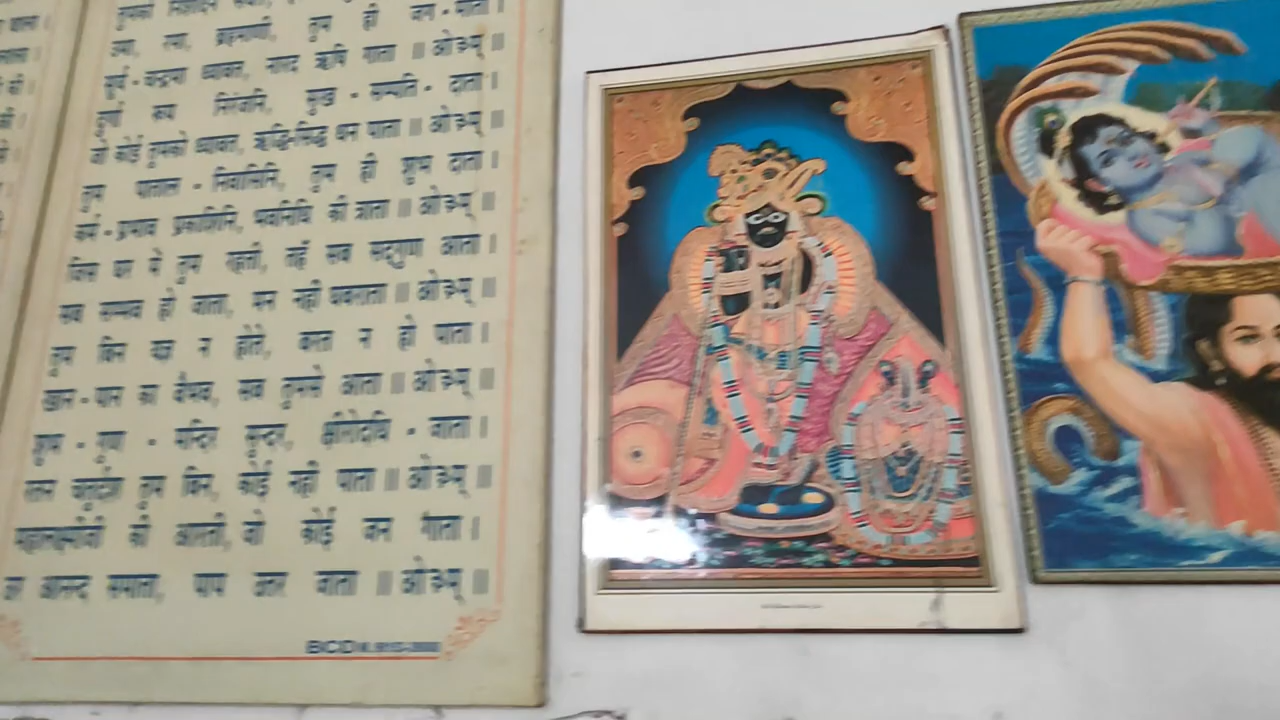 तुमको निशिदिन
उमा, रमा, ब्रह्माणी, तुम ही जग-माता।
सूर्य-चन्द्रमा ध्यावत, नारद ऋषि गाता॥ ओ३म्॥
दुर्गा रूप निरंजनि, सुख-सम्पति-दाता।
जो कोई तुमको ध्यावत, ऋद्धि-सिद्धि धन पाता॥ ओ३म्॥
तुम पाताल-निवासिनि, तुम ही शुभ दाता।
कर्म-प्रभाव प्रकाशिनि, भवनिधि की त्राता॥ ओ३म्॥
जिस घर में तुम रहती, तहँ सब सद्गुण आता।
सब सम्भव हो जाता, मन नही घबराता॥ ओ३म्॥
तुम बिन यज्ञ न होते, वस्त्र न हो पाता।
खान-पान का वैभव, सब तुमसे आता॥ ओ३म्॥
शुभ-गुण-मन्दिर सुन्दर, क्षीरोदधि-जाता।
रतन चतुर्दश तुम बिन, कोई नही पाता॥ ओ३म्॥
महालक्ष्मीजी की आरती, जो कोई जन गाता।
उर आनन्द समाता, पाप उतर जाता॥ ओ३म्॥
BCD